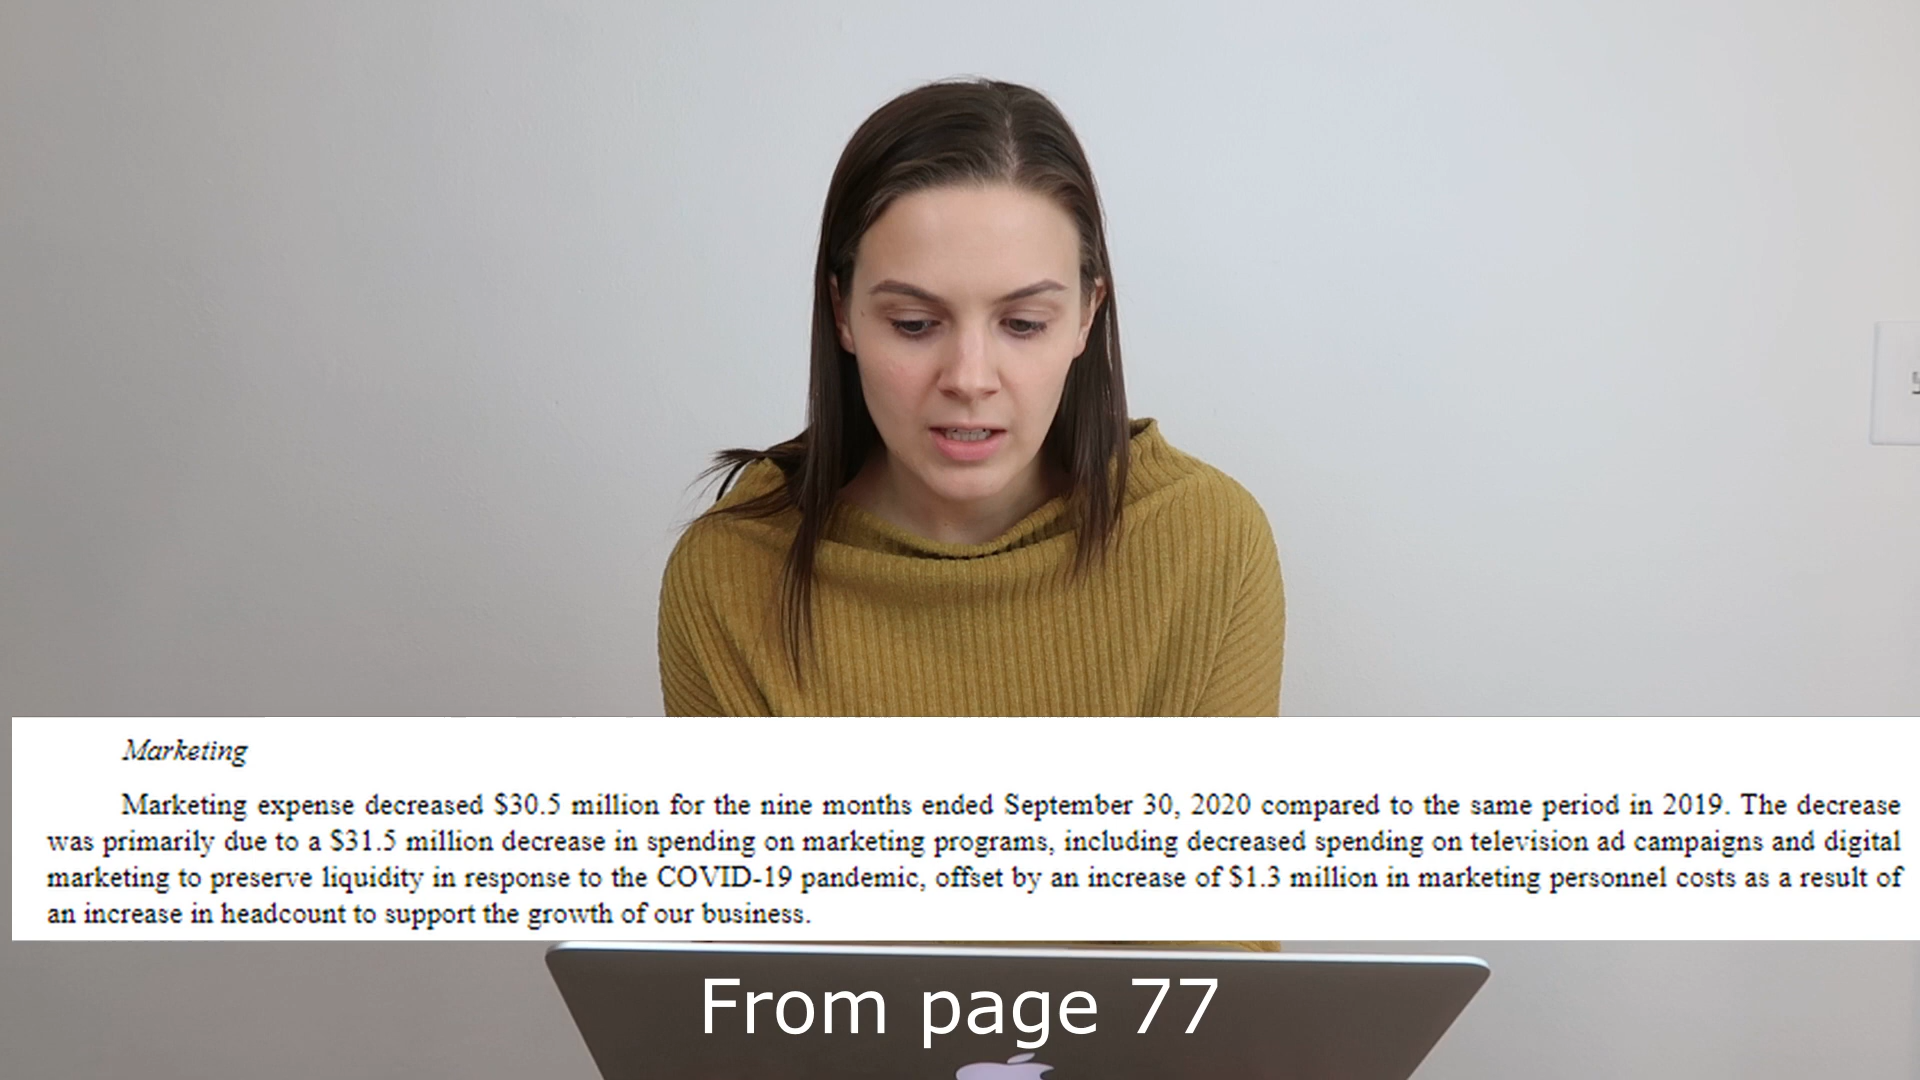 Marketing
Marketing expense decreased $30.5 million for the nine months ended September 30, 2020 compared to the same period in 2019. The decrease
was primarily due to a $31.5 million decrease in spending on marketing programs, including decreased spending on television ad campaigns and digital
marketing to preserve liquidity in response to the COVID-19 pandemic, offset by an increase of $1.3 million in marketing personnel costs as a result of
an increase in headcount to support the growth of our business.
From page 77